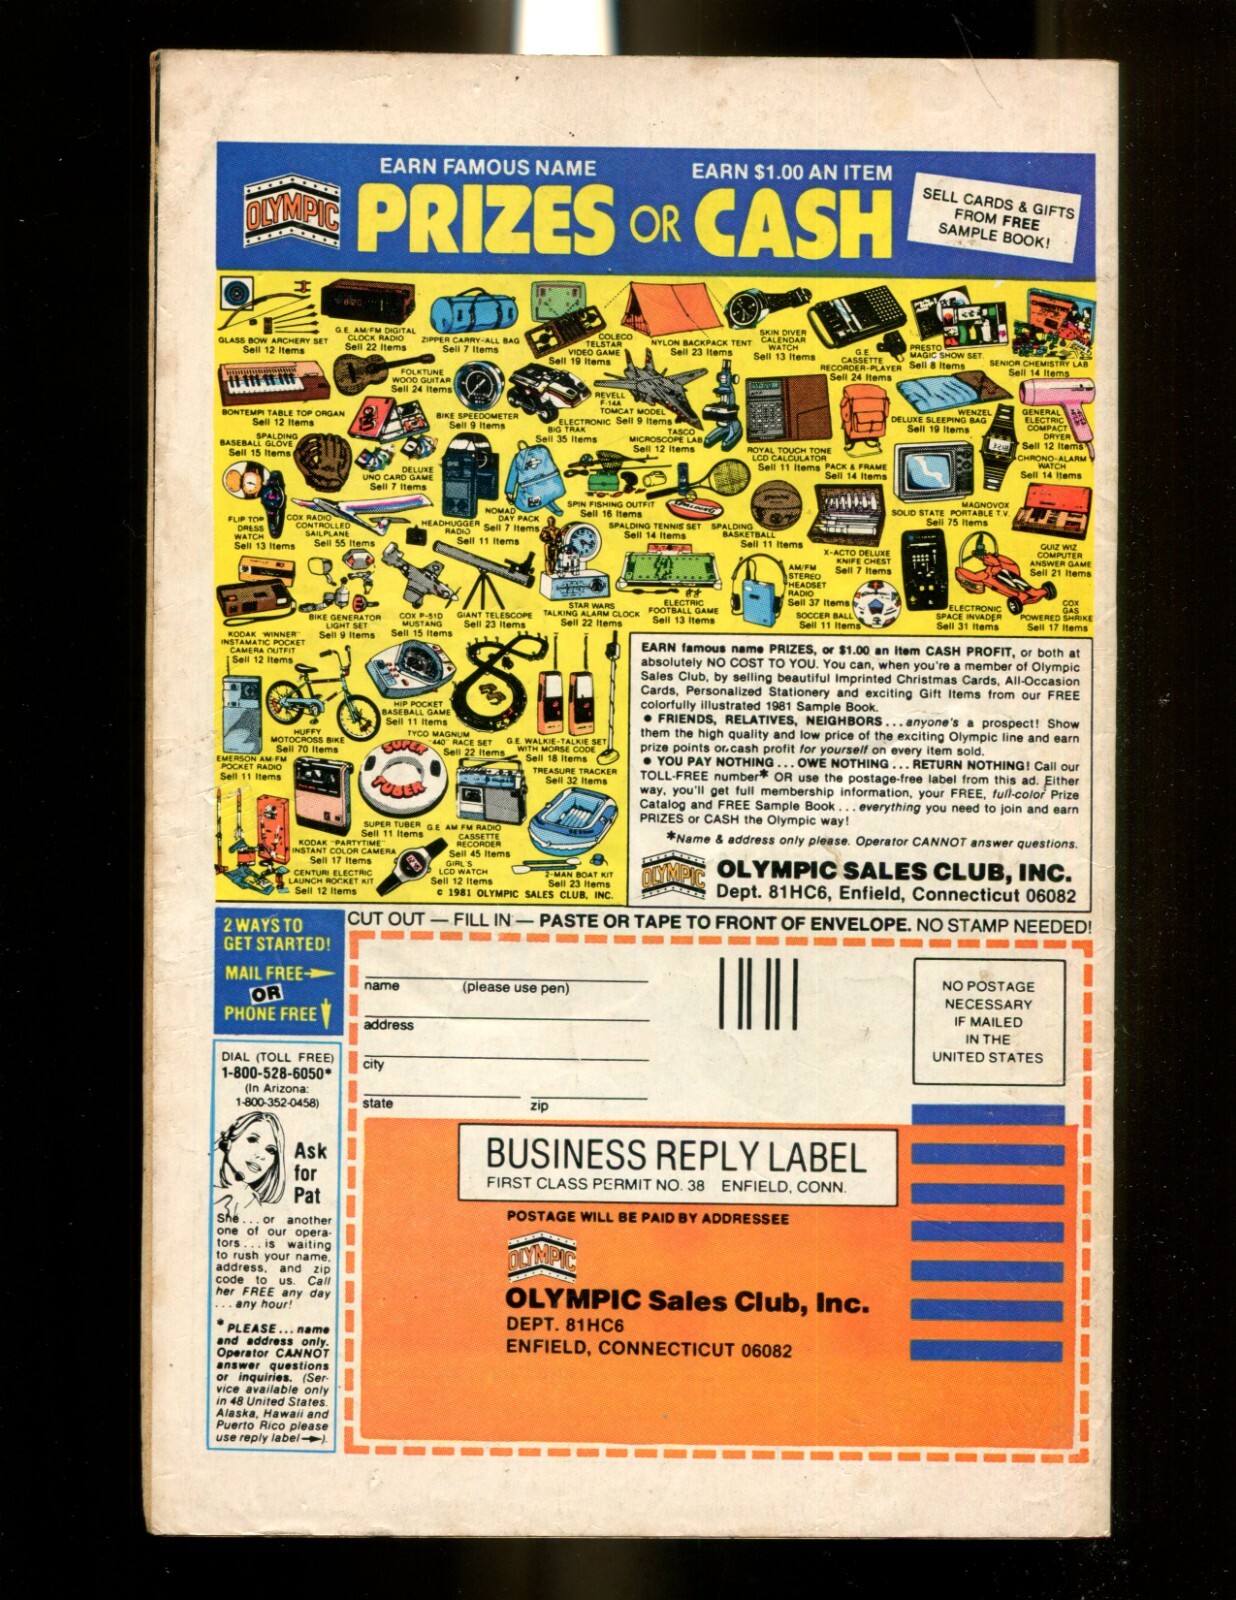 EARN FAMOUS NAME
PRIZES OR CASH
EARN $1.00 AN ITEM
OLYMPIC
SELL CARDS & GIFTS
FROM FREE
SAMPLE BOOK!
GLASS BOW ARCHERY SET
Sell 12 Items
G.E. AM/FM DIGITAL
CLOCK RADIO
Sell 22 Items
ZIPPER CARRY-ALL BAG
Sell 7 Items
COLECO
TELSTAR
VIDEO GAME
Sell 19 Items
NYLON BACKPACK TENT
Sell 23 Items
SKIN DIVER
CALENDAR
WATCH
Sell 13 Items
G.E.
CASSETTE
RECORDER-PLAYER
Sell 24 Items
PRESTO
MAGIC SHOW SET
Sell 8 Items
SENIOR CHEMISTRY LAB
Sell 14 Items
BONTEMPI TABLE TOP ORGAN
Sell 12 Items
FOLKTUNE
WOOD GUITAR
Sell 24 Items
BIKE SPEEDOMETER
Sell 9 Items
ELECTRONIC
BIG TRAK
Sell 35 Items
REVELL
F-14A
TOMCAT MODEL
Sell 9 Items
TASCO
MICROSCOPE LAB
Sell 12 Items
ROYAL TOUCH TONE
LCD CALCULATOR
Sell 11 Items
PACK & FRAME
Sell 14 Items
WENZEL
DELUXE SLEEPING BAG
Sell 19 Items
GENERAL
ELECTRIC
COMPACT
DRYER
Sell 12 Items
SPALDING
BASEBALL GLOVE
Sell 15 Items
DELUXE
UNO CARD GAME
Sell 7 Items
HEADHUGGER
RADIO
Sell 11 Items
NOMAD
DAY PACK
Sell 7 Items
SPIN FISHING OUTFIT
Sell 16 Items
SPALDING TENNIS SET
Sell 14 Items
SPALDING
BASKETBALL
Sell 11 Items
X-ACTO DELUXE
KNIFE CHEST
Sell 7 Items
MAGNOVOX
SOLID STATE PORTABLE T.V.
Sell 75 Items
CHRONO-ALARM
WATCH
Sell 14 Items
FLIP TOP
DRESS
WATCH
Sell 13 Items
COX RADIO
CONTROLLED
SAILPLANE
Sell 55 Items
QUIZ WIZ
COMPUTER
ANSWER GAME
Sell 21 Items
KODAK "WINNER"
INSTAMATIC POCKET
CAMERA OUTFIT
Sell 12 Items
BIKE GENERATOR
LIGHT SET
Sell 9 Items
COX P-51D
MUSTANG
Sell 15 Items
GIANT TELESCOPE
Sell 23 Items
STAR WARS
TALKING ALARM CLOCK
Sell 22 Items
ELECTRIC
FOOTBALL GAME
Sell 13 Items
AM/FM
STEREO
HEADSET
RADIO
Sell 37 Items
SOCCER BALL
Sell 11 Items
ELECTRONIC
SPACE INVADER
Sell 31 Items
COX
GAS
POWERED SHRIKE
Sell 17 Items
EMERSON AM-FM
POCKET RADIO
Sell 11 Items
HUFFY
MOTOCROSS BIKE
Sell 70 Items
HIP POCKET
BASEBALL GAME
Sell 11 Items
TYCO MAGNUM
"440" RACE SET
Sell 22 Items
G.E. WALKIE-TALKIE SET
WITH MORSE CODE
Sell 18 Items
TREASURE TRACKER
Sell 32 Items
SUPER
TUBER
SUPER TUBER
Sell 11 Items
KODAK "PARTYTIME"
INSTANT COLOR CAMERA
Sell 17 Items
G.E. AM FM RADIO
CASSETTE
RECORDER
Sell 45 Items
CENTURI ELECTRIC
LAUNCH ROCKET KIT
Sell 12 Items
GIRL'S
LCD WATCH
Sell 12 Items
2-MAN BOAT KIT
Sell 23 Items
c 1981 OLYMPIC SALES CLUB, INC.
EARN famous name PRIZES, or $1.00 an item CASH PROFIT, or both at
absolutely NO COST TO YOU. You can, when you're a member of Olympic
Sales Club, by selling beautiful Imprinted Christmas Cards, All-Occasion
Cards, Personalized Stationery and exciting Gift Items from our FREE
colorfully illustrated 1981 Sample Book.
• FRIENDS, RELATIVES, NEIGHBORS...anyone's a prospect! Show
them the high quality and low price of the exciting Olympic line and earn
prize points or cash profit for yourself on every item sold.
• YOU PAY NOTHING... OWE NOTHING... RETURN NOTHING! Call our
TOLL-FREE number* OR use the postage-free label from this ad. Either
way, you'll get full membership information, your FREE, full-color Prize
Catalog and FREE Sample Book... everything you need to join and earn
PRIZES or CASH the Olympic way!
*Name & address only please. Operator CANNOT answer questions.
OLYMPIC
OLYMPIC SALES CLUB, INC.
Dept. 81HC6, Enfield, Connecticut 06082
2 WAYS TO
GET STARTED!
MAIL FREE→
OR
PHONE FREE
CUT OUT — FILL IN — PASTE OR TAPE TO FRONT OF ENVELOPE. NO STAMP NEEDED!
name (please use pen)
address
city
state zip
NO POSTAGE
NECESSARY
IF MAILED
IN THE
UNITED STATES
DIAL (TOLL FREE)
1-800-528-6050*
(In Arizona:
1-800-352-0458)
Ask
for
Pat
She...or another
one of our opera-
tors...is waiting
to rush your name,
address, and zip
code to us. Call
her FREE any day
...any hour!
* PLEASE...name
and address only.
Operator CANNOT
answer questions
or inquiries. (Ser-
vice available only
in 48 United States.
Alaska, Hawaii and
Puerto Rico please
use reply label→).
BUSINESS REPLY LABEL
FIRST CLASS PERMIT NO. 38 ENFIELD, CONN.
POSTAGE WILL BE PAID BY ADDRESSEE
OLYMPIC
OLYMPIC Sales Club, Inc.
DEPT. 81HC6
ENFIELD, CONNECTICUT 06082